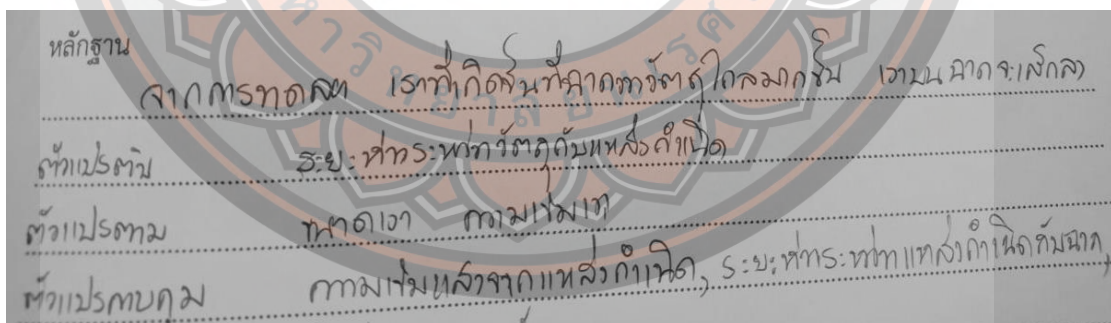 หลักฐาน
จากการทดลอง เงาที่เกิดขึ้นที่ฉากหากวัตถุไกลมากขึ้น เงาบนฉากจะเล็กลง
ตัวแปรต้น ระยะห่างระหว่างวัตถุกับแหล่งกำเนิด
ตัวแปรตาม ขนาดเงา ความเข้มเงา
ตัวแปรควบคุม ความเข้มแสงจากแหล่งกำเนิด, ระยะห่างระหว่างแหล่งกำเนิดกับฉาก,